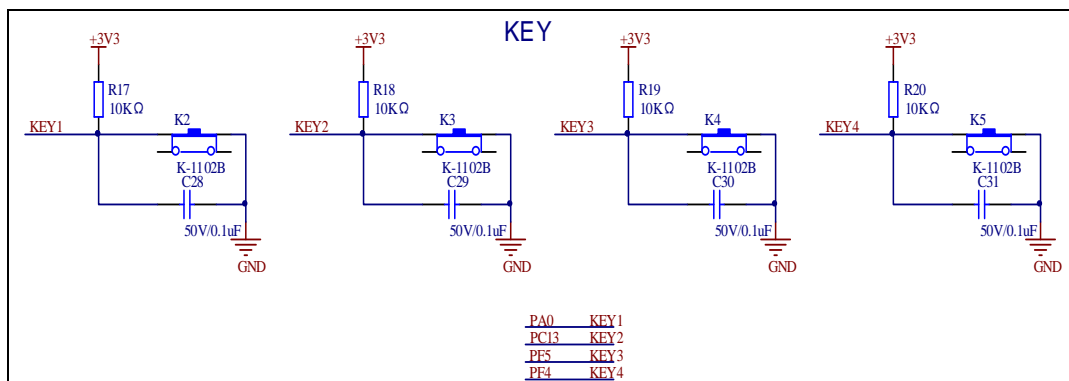 KEY
+3V3 +3V3 +3V3 +3V3
R17 R18 R19 R20
10KΩ 10KΩ 10KΩ 10KΩ
KEY1 K2 KEY2 K3 KEY3 K4 KEY4 K5
K-1102B K-1102B K-1102B K-1102B
C28 C29 C30 C31
50V/0.1uF 50V/0.1uF 50V/0.1uF 50V/0.1uF
GND GND GND GND
PA0 KEY1
PC13 KEY2
PF5 KEY3
PF4 KEY4